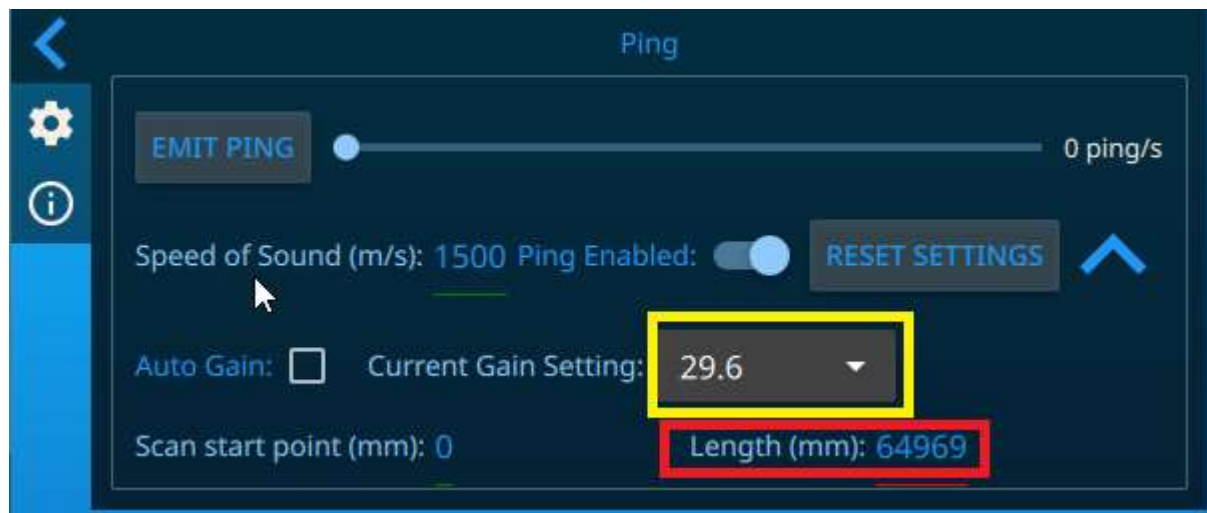 Ping
EMIT PING 0 ping/s
Speed of Sound (m/s): 1500 Ping Enabled: RESET SETTINGS
Auto Gain: Current Gain Setting: 29.6
Scan start point (mm): 0 Length (mm): 64969